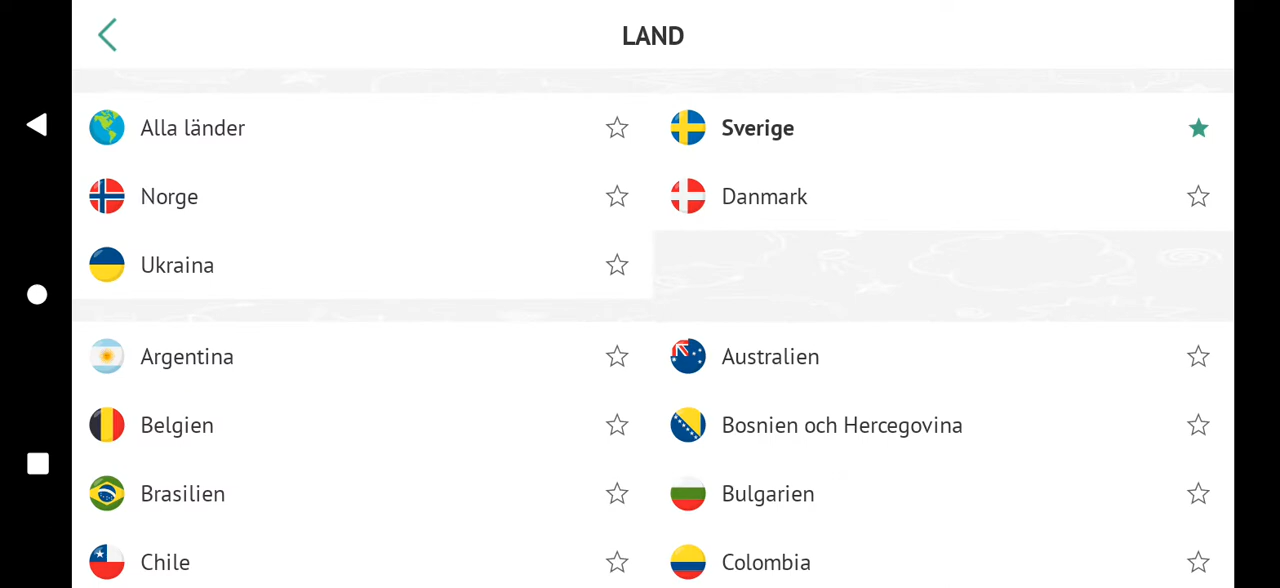 LAND
Alla länder
Sverige
Norge
Danmark
Ukraina
Argentina
Australien
Belgien
Bosnien och Hercegovina
Brasilien
Bulgarien
Chile
Colombia